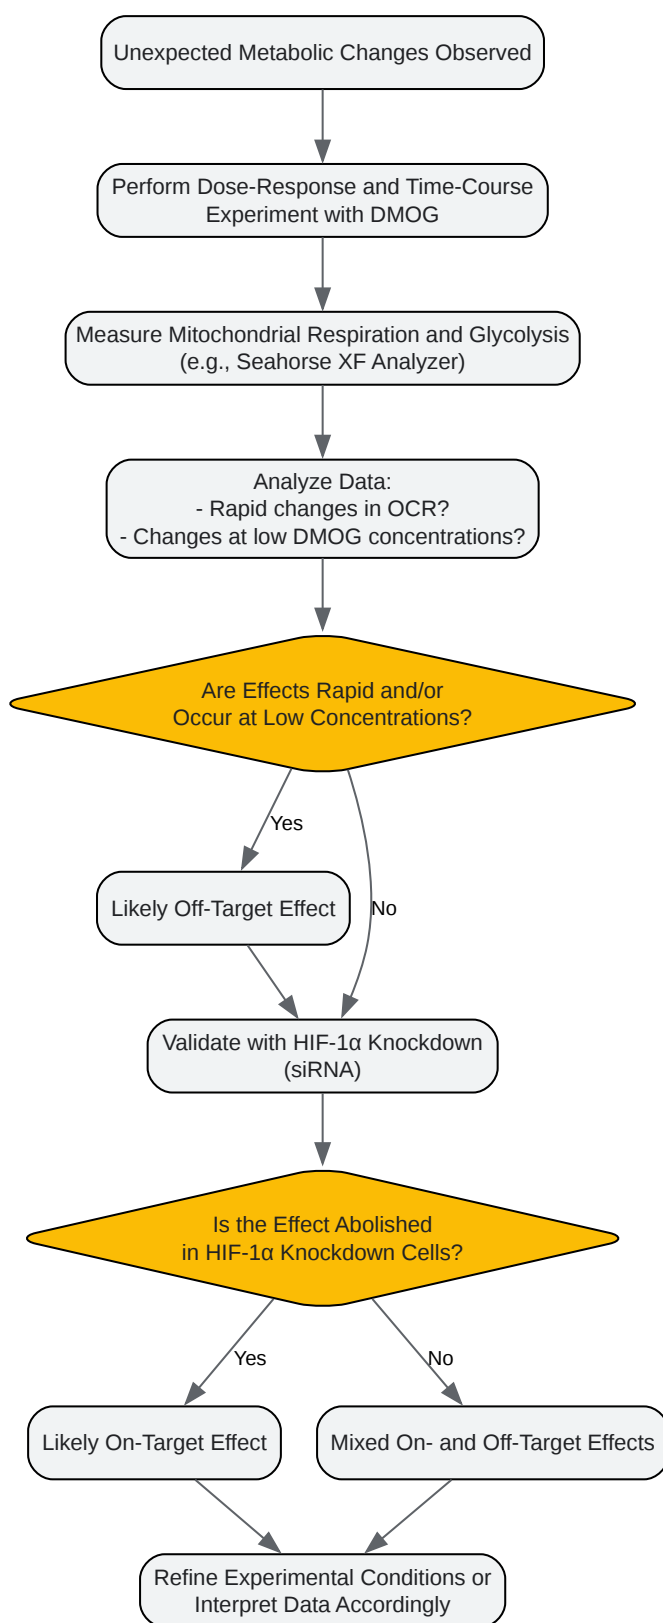 Unexpected Metabolic Changes Observed
Perform Dose-Response and Time-Course
Experiment with DMOG
Measure Mitochondrial Respiration and Glycolysis
(e.g., Seahorse XF Analyzer)
Analyze Data:
- Rapid changes in OCR?
- Changes at low DMOG concentrations?
Are Effects Rapid and/or
Occur at Low Concentrations?
Yes
Likely Off-Target Effect
No
Validate with HIF-1α Knockdown
(siRNA)
Is the Effect Abolished
in HIF-1α Knockdown Cells?
Yes
No
Likely On-Target Effect
Mixed On- and Off-Target Effects
Refine Experimental Conditions or
Interpret Data Accordingly